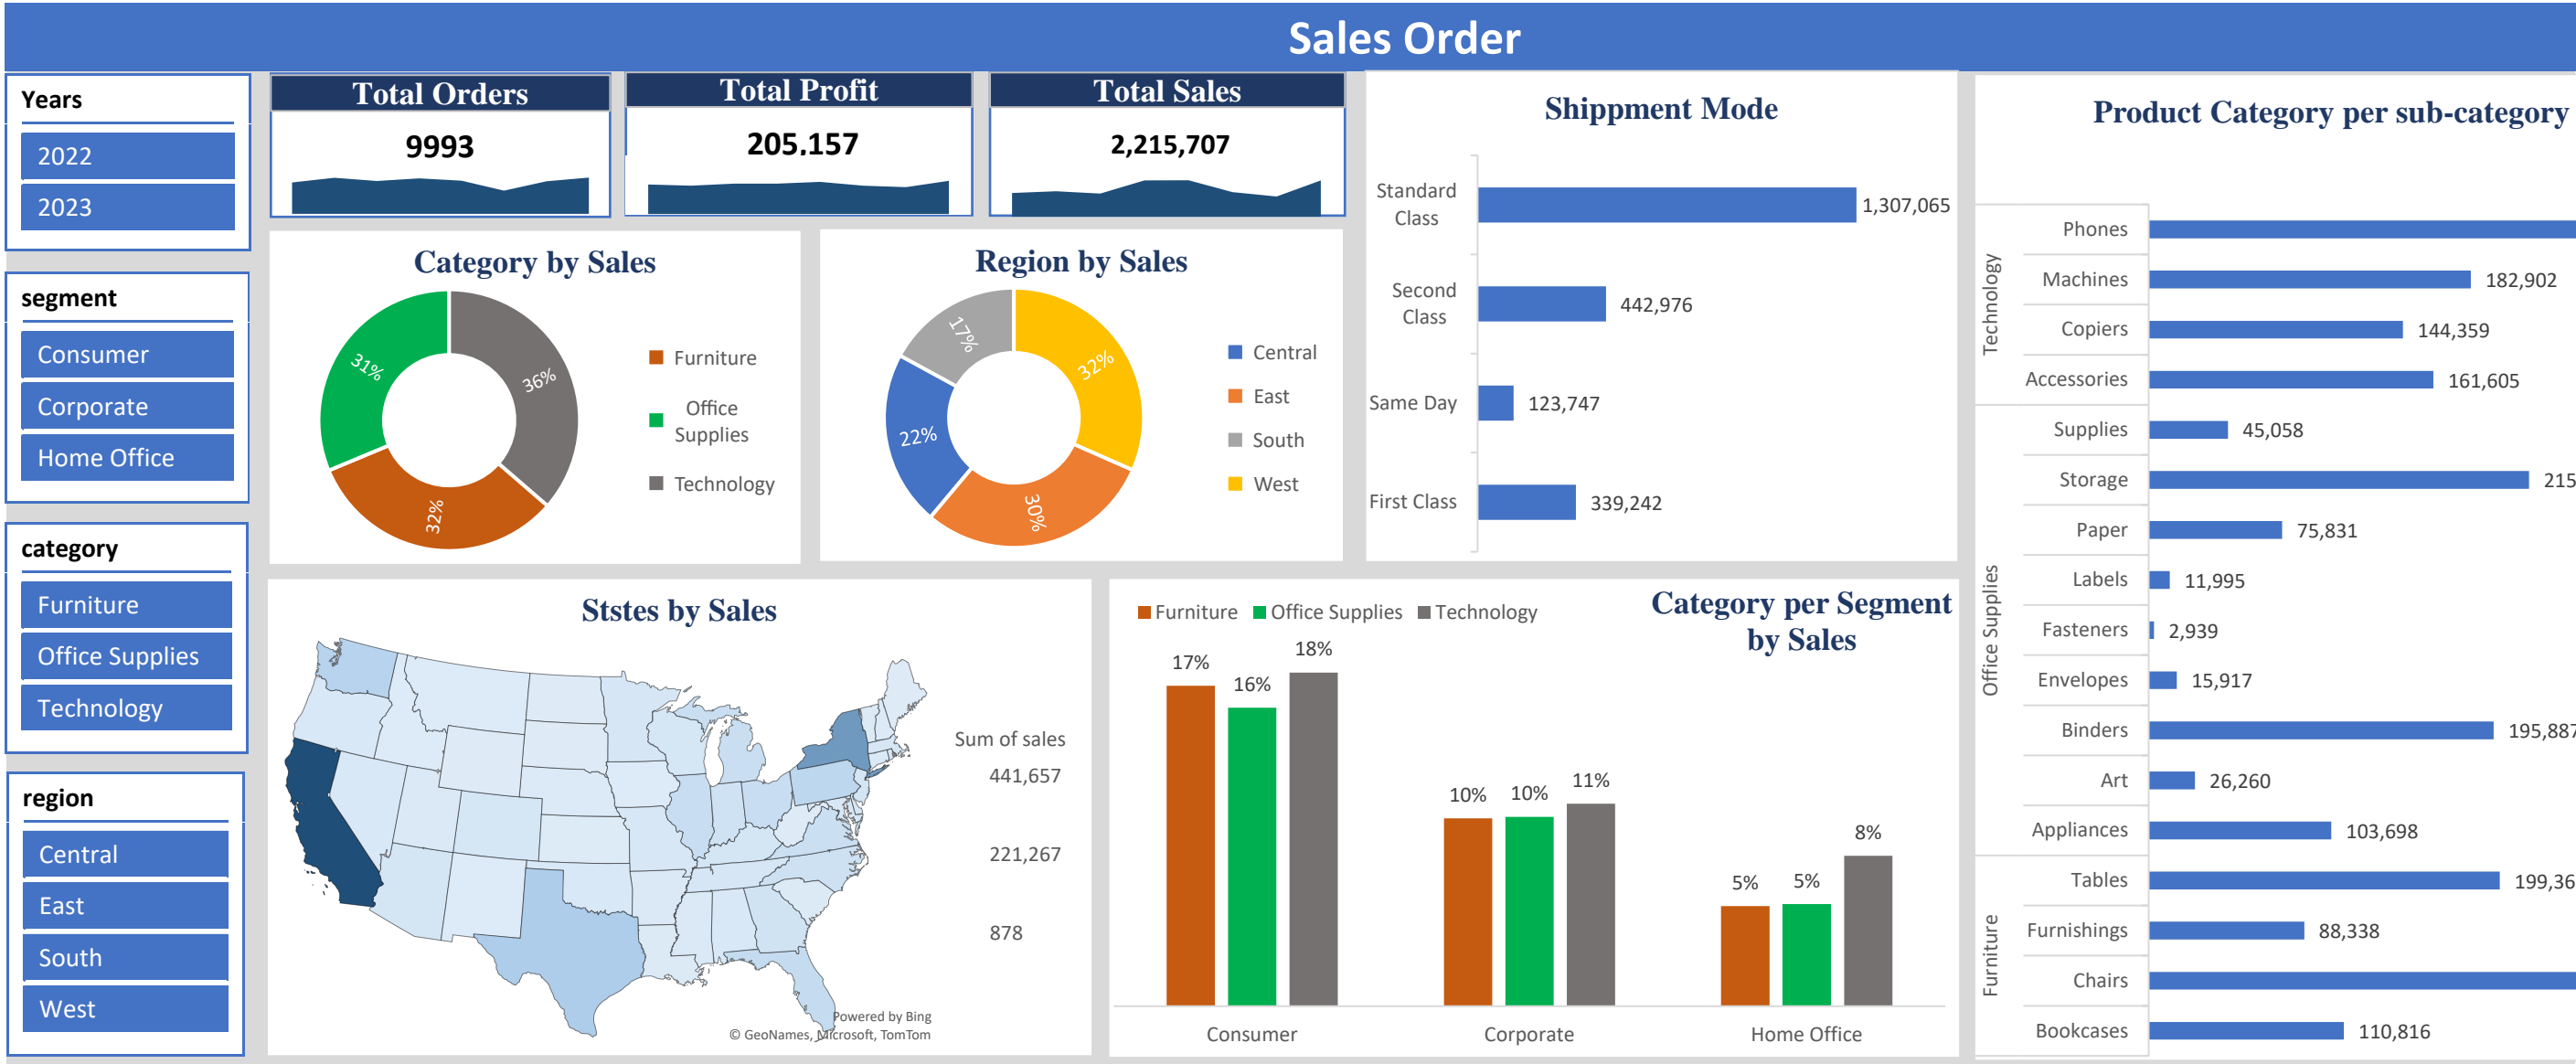 Sales Order
Years
2022
2023
segment
Consumer
Corporate
Home Office
category
Furniture
Office Supplies
Technology
region
Central
East
South
West
Total Orders
9993
Total Profit
205,157
Total Sales
2,215,707
Category by Sales
31%
36%
32%
Furniture
Office
Supplies
Technology
Region by Sales
17%
32%
22%
30%
Central
East
South
West
Shippment Mode
Standard
Class
1,307,065
Second
Class
442,976
Same Day
123,747
First Class
339,242
Ststes by Sales
Sum of sales
441,657
221,267
878
Powered by Bing
© GeoNames, Microsoft, TomTom
Category per Segment
by Sales
Furniture Office Supplies Technology
17%
16%
18%
10%
10%
11%
5%
5%
8%
Consumer
Corporate
Home Office
Product Category per sub-category
Technology
Phones
Machines 182,902
Copiers 144,359
Accessories 161,605
Office Supplies
Supplies 45,058
Storage 215
Paper 75,831
Labels 11,995
Fasteners 2,939
Envelopes 15,917
Binders 195,887
Art 26,260
Appliances 103,698
Furniture
Tables 199,36
Furnishings 88,338
Chairs
Bookcases 110,816